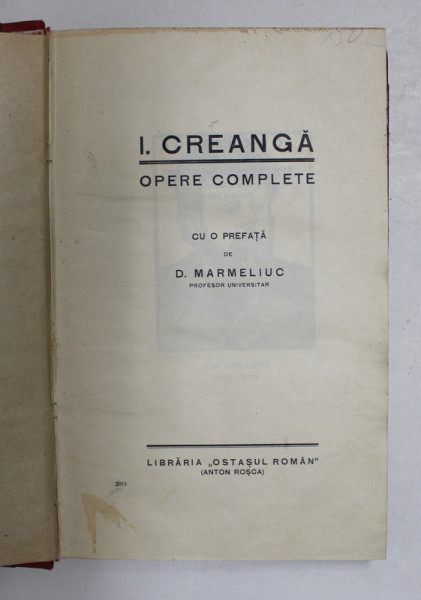 I. CREANGĂ
OPERE COMPLETE
CU O PREFAȚĂ
DE
D. MARMELIUC
PROFESOR UNIVERSITAR
LIBRĂRIA „OSTAȘUL ROMÂN"
(ANTON ROȘCA)